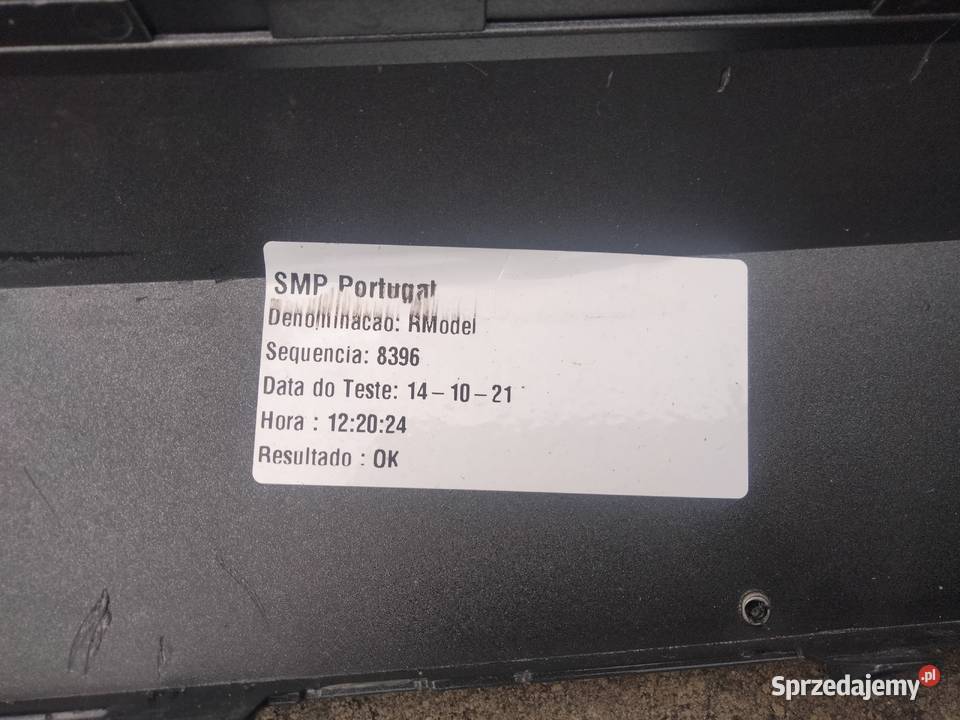 SMP Portugal
Denominacao: RModel
Sequencia: 8396
Data do Teste: 14-10-21
Hora : 12:20:24
Resultado : OK
Sprzedajemy.pl